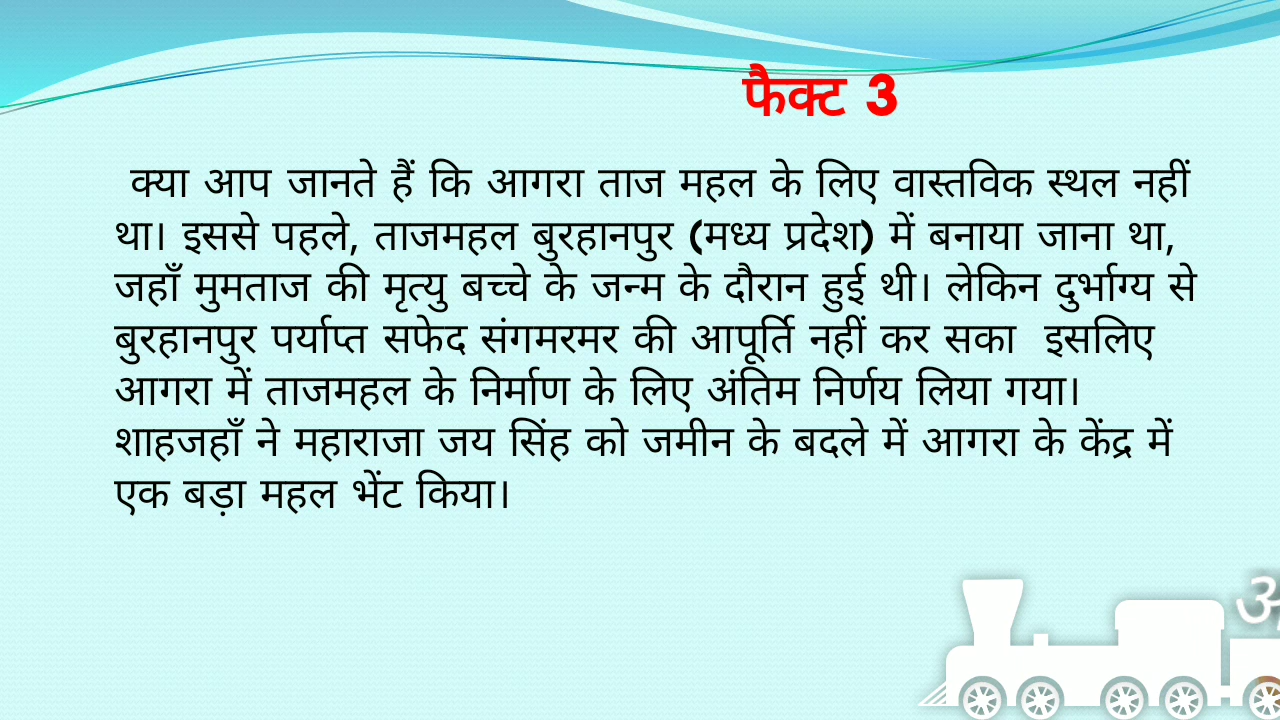 फैक्ट 3
क्या आप जानते हैं कि आगरा ताज महल के लिए वास्तविक स्थल नहीं
था। इससे पहले, ताजमहल बुरहानपुर (मध्य प्रदेश) में बनाया जाना था,
जहाँ मुमताज की मृत्यु बच्चे के जन्म के दौरान हुई थी। लेकिन दुर्भाग्य से
बुरहानपुर पर्याप्त सफेद संगमरमर की आपूर्ति नहीं कर सका इसलिए
आगरा में ताजमहल के निर्माण के लिए अंतिम निर्णय लिया गया।
शाहजहाँ ने महाराजा जय सिंह को जमीन के बदले में आगरा के केंद्र में
एक बड़ा महल भेंट किया।